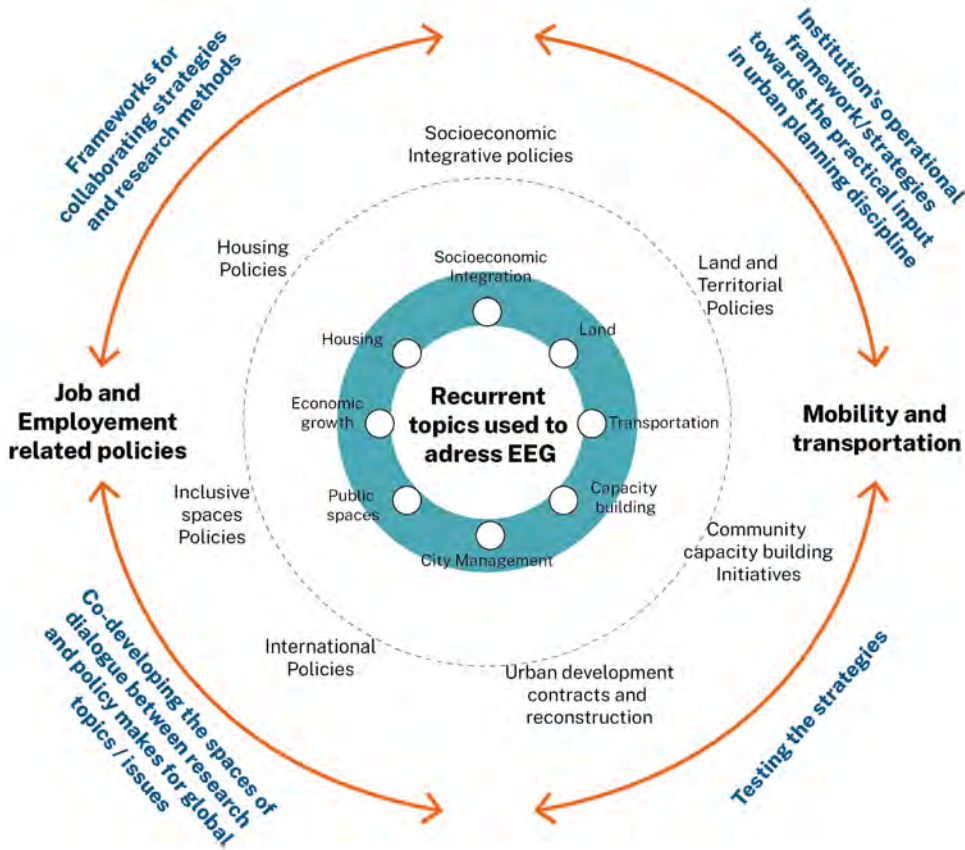 Frameworks for
collaborating strategies
and research methods
Institution's operational
framework/strategies
towards the practical input
in urban planning discipline
Socioeconomic
Integrative policies
Housing
Policies
Land and
Territorial
Policies
Socioeconomic
Integration
Housing
Land
Economic
growth
Transportation
Public
spaces
Capacity
building
City Management
Recurrent
topics used to
adress EEG
Job and
Employement
related policies
Mobility and
transportation
Inclusive
spaces
Policies
Community
capacity building
Initiatives
International
Policies
Urban development
contracts and
reconstruction
Co-developing the spaces of
dialogue between research
and policy makes for global
topics / issues
Testing the strategies